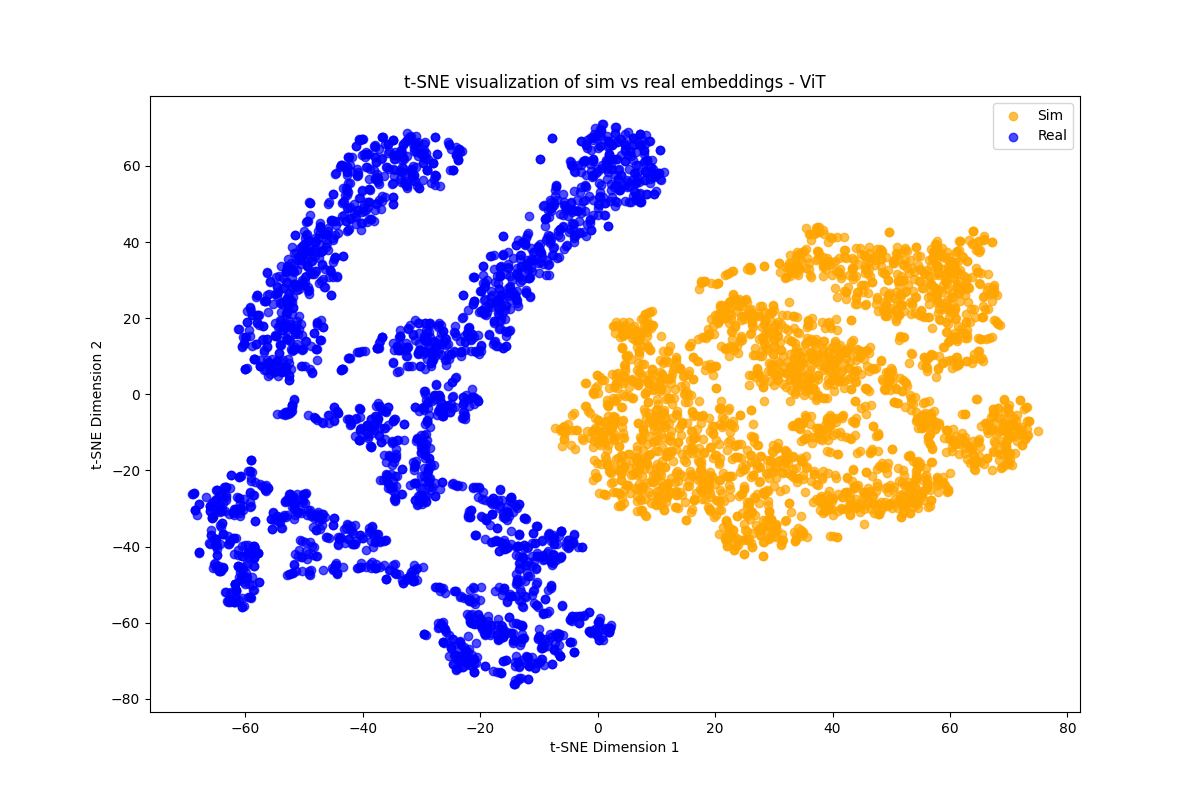 t-SNE visualization of sim vs real embeddings - ViT
Sim
Real
60
40
20
0
−20
−40
−60
−80
t-SNE Dimension 2
−60 −40 −20 0 20 40 60 80
t-SNE Dimension 1